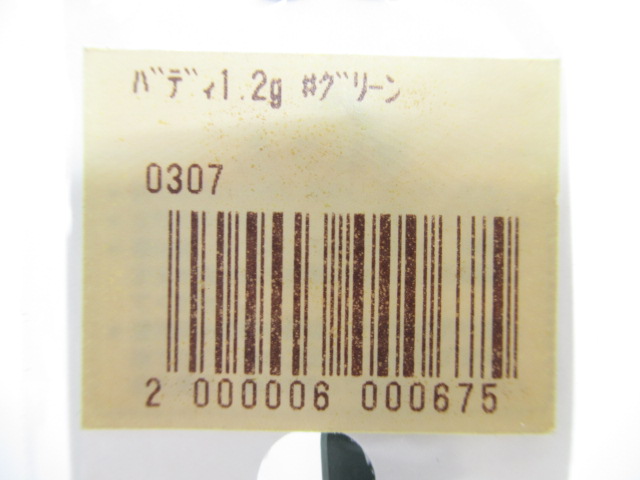 ﾊﾞﾃﾞｨ1.2g #ｸﾞﾘｰﾝ
0307
2 000006 000675